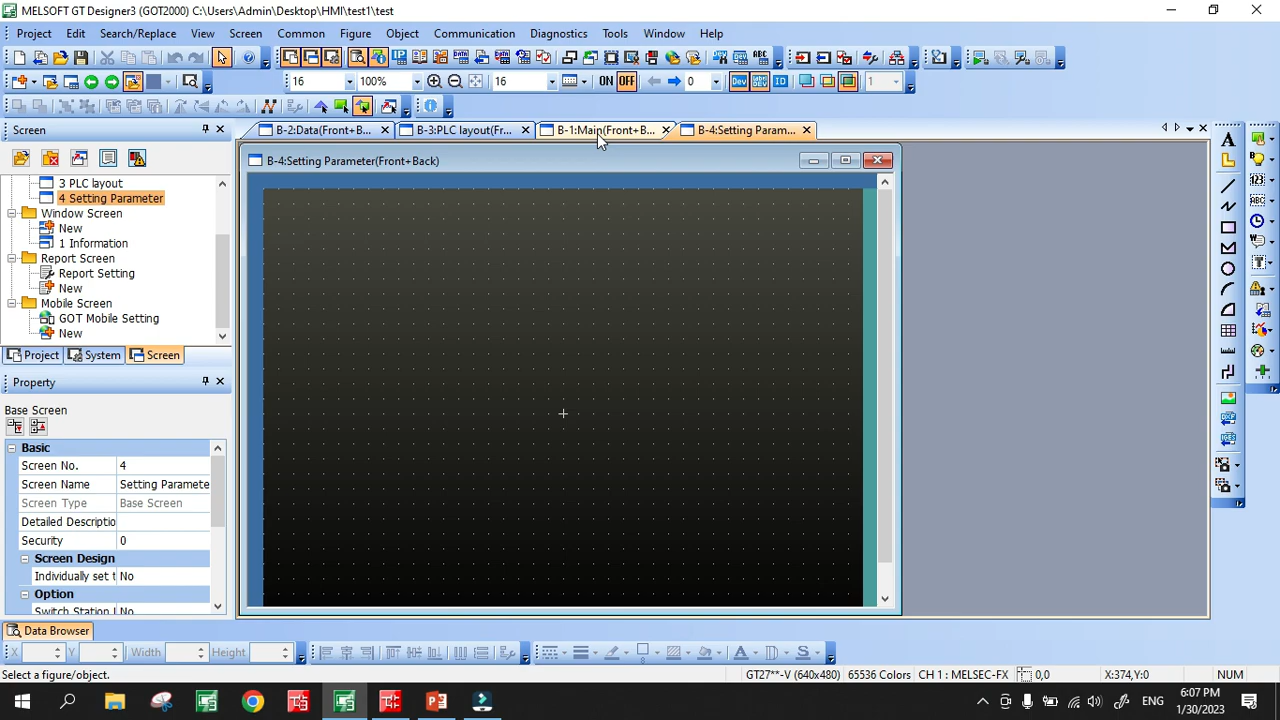 MELSOFT GT Designer3 (GOT2000) C:\Users\Admin\Desktop\HMI\test1\test
Project Edit Search/Replace View Screen Common Figure Object Communication Diagnostics Tools Window Help
16 100% 16 ON OFF 0 Dev ID 1
Screen
B-2:Data(Front+B... B-3:PLC layout(Fr... B-1:Main(Front+B... B-4:Setting Param...
B-4:Setting Parameter(Front+Back)
3 PLC layout
4 Setting Parameter
Window Screen
New
1 Information
Report Screen
Report Setting
New
Mobile Screen
GOT Mobile Setting
New
Project System Screen
Property
Base Screen
Basic
Screen No. 4
Screen Name Setting Paramete
Screen Type Base Screen
Detailed Descriptio
Security 0
Screen Design
Individually set t No
Option
Switch Station I No
Data Browser
X Y Width Height
Select a figure/object. GT27**-V (640x480) 65536 Colors CH 1 : MELSEC-FX 0,0 X:374,Y:0 NUM
ENG 6:07 PM
1/30/2023